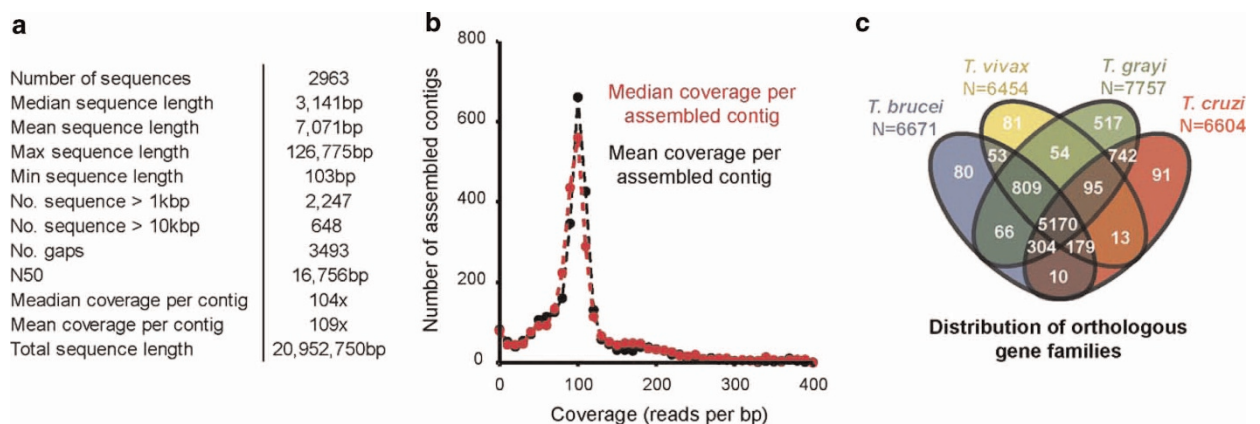 a
Number of sequences 2963
Median sequence length 3,141bp
Mean sequence length 7,071bp
Max sequence length 126,775bp
Min sequence length 103bp
No. sequence > 1kbp 2,247
No. sequence > 10kbp 648
No. gaps 3493
N50 16,756bp
Meadian coverage per contig 104x
Mean coverage per contig 109x
Total sequence length 20,952,750bp
b
Number of assembled contigs
800
600
400
200
0
0 100 200 300 400
Coverage (reads per bp)
Median coverage per
assembled contig
Mean coverage per
assembled contig
c
T. vivax
N=6454
T. grayi
N=7757
T. brucei
N=6671
T. cruzi
N=6604
81 517
80 53 54 742 91
809 95
5170
66 304 179 13
10
Distribution of orthologous
gene families